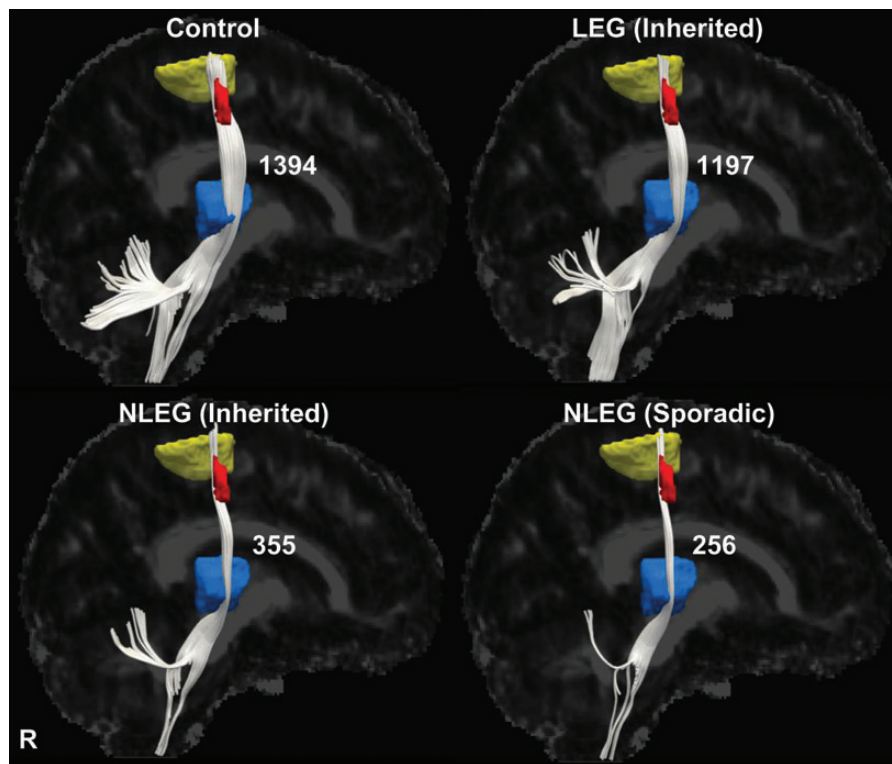 Control
LEG (Inherited)
1394
1197
NLEG (Inherited)
NLEG (Sporadic)
355
256
R